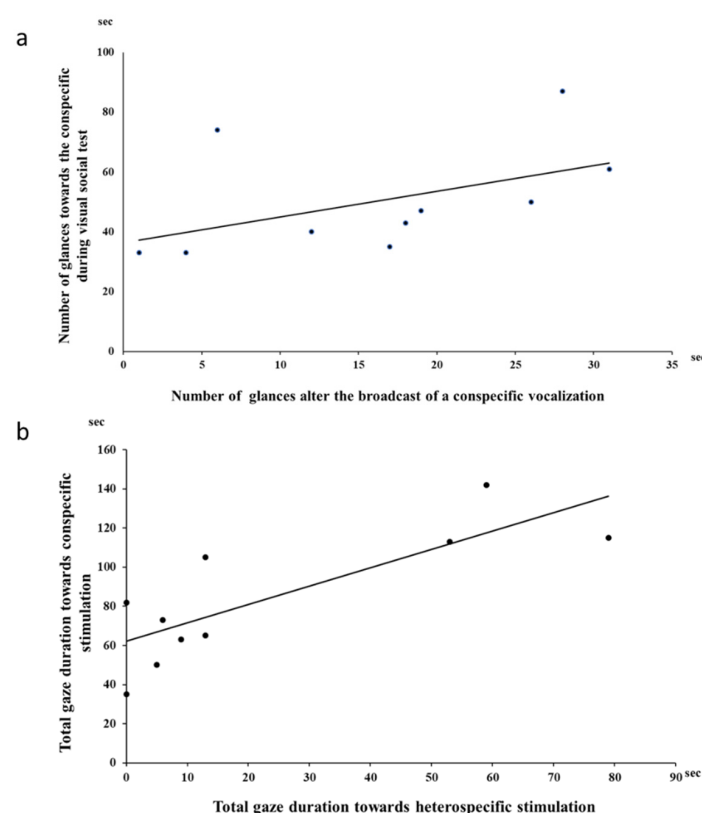 a
sec
100
80
60
40
20
0
0 5 10 15 20 25 30 35
sec
Number of glances towards the conspecific
during visual social test
Number of glances alter the broadcast of a conspecific vocalization
b
sec
160
140
120
100
80
60
40
20
0
0 10 20 30 40 50 60 70 80 90 sec
Total gaze duration towards conspecific
stimulation
Total gaze duration towards heterospecific stimulation